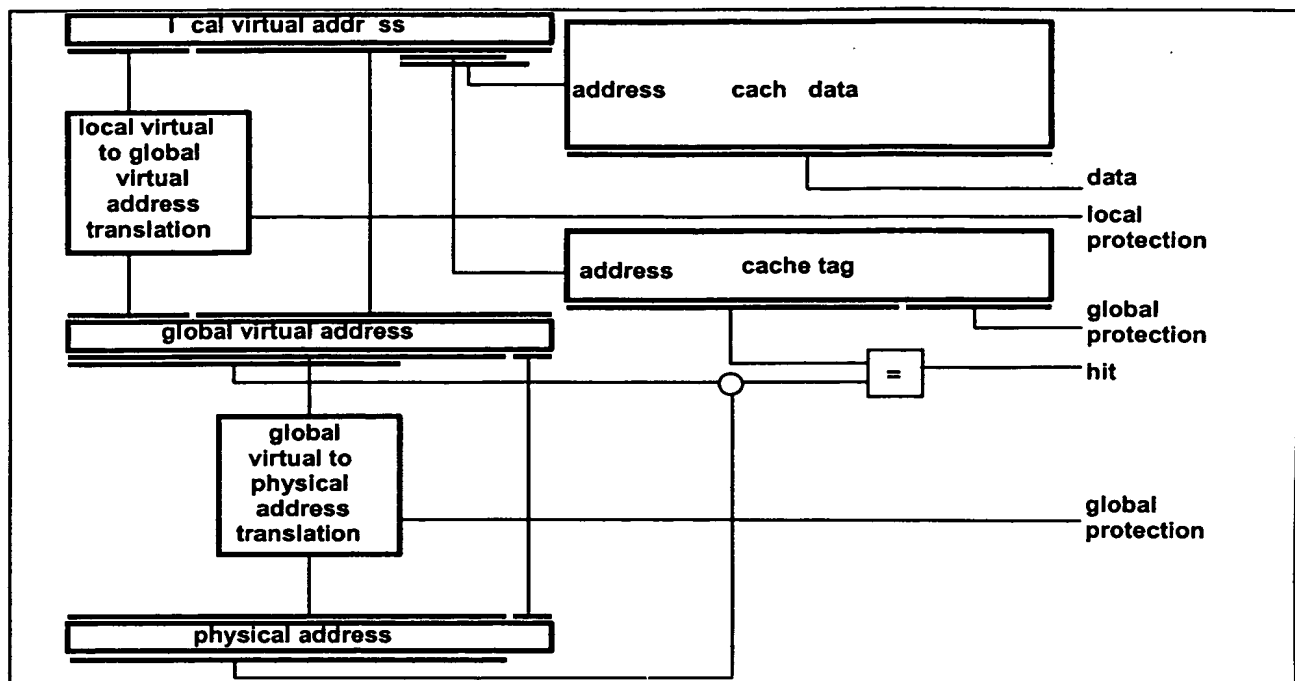 l cal virtual addr ss
address cach data
local virtual
to global
virtual
address
translation
data
local
protection
address cache tag
global
protection
global virtual address
=
hit
global
virtual to
physical
address
translation
global
protection
physical address